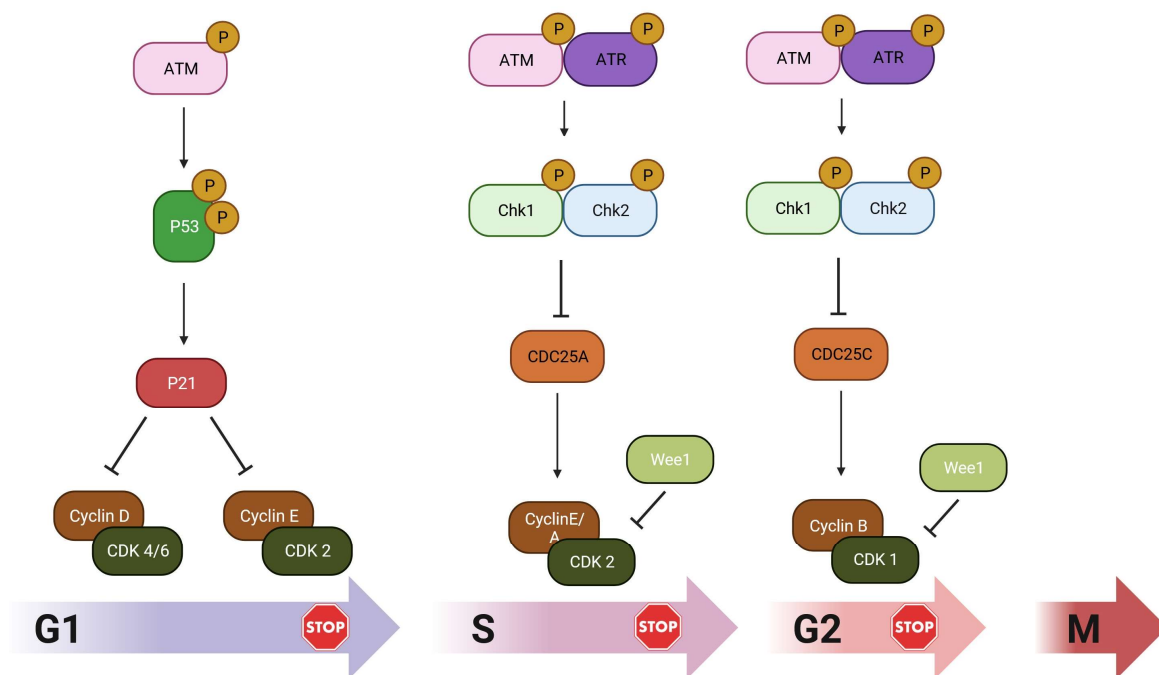 P
ATM
P
P
P53
P21
Cyclin D
CDK 4/6
Cyclin E
CDK 2
STOP
G1
P
P
ATM
ATR
P
P
Chk1
Chk2
CDC25A
Wee1
CyclinE/
A
CDK 2
STOP
S
P
P
ATM
ATR
P
P
Chk1
Chk2
CDC25C
Wee1
Cyclin B
CDK 1
STOP
G2
M